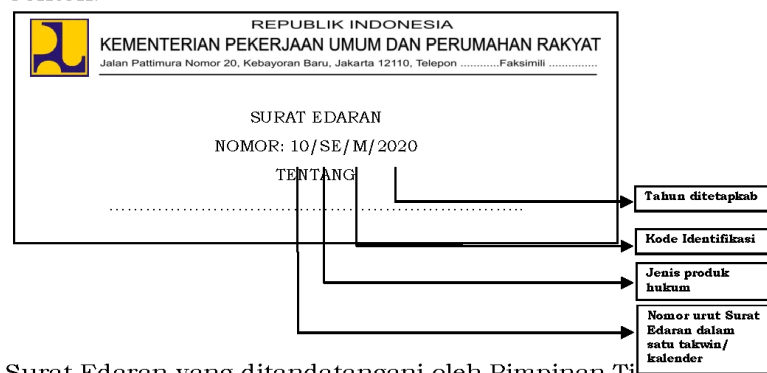 REPUBLIK INDONESIA
KEMENTERIAN PEKERJAAN UMUM DAN PERUMAHAN RAKYAT
Jalan Pattimura Nomor 20, Kebayoran Baru, Jakarta 12110, Telepon ............Faksimili ..............
SURAT EDARAN
NOMOR: 10/SE/M/2020
TENTANG
Tahun ditetapkab
Kode Identifikasi
Jenis produk
hukum
Nomor urut Surat
Edaran dalam
satu takwin/
kalender
Surat Edaran yang ditandatangani oleh Pimpinan